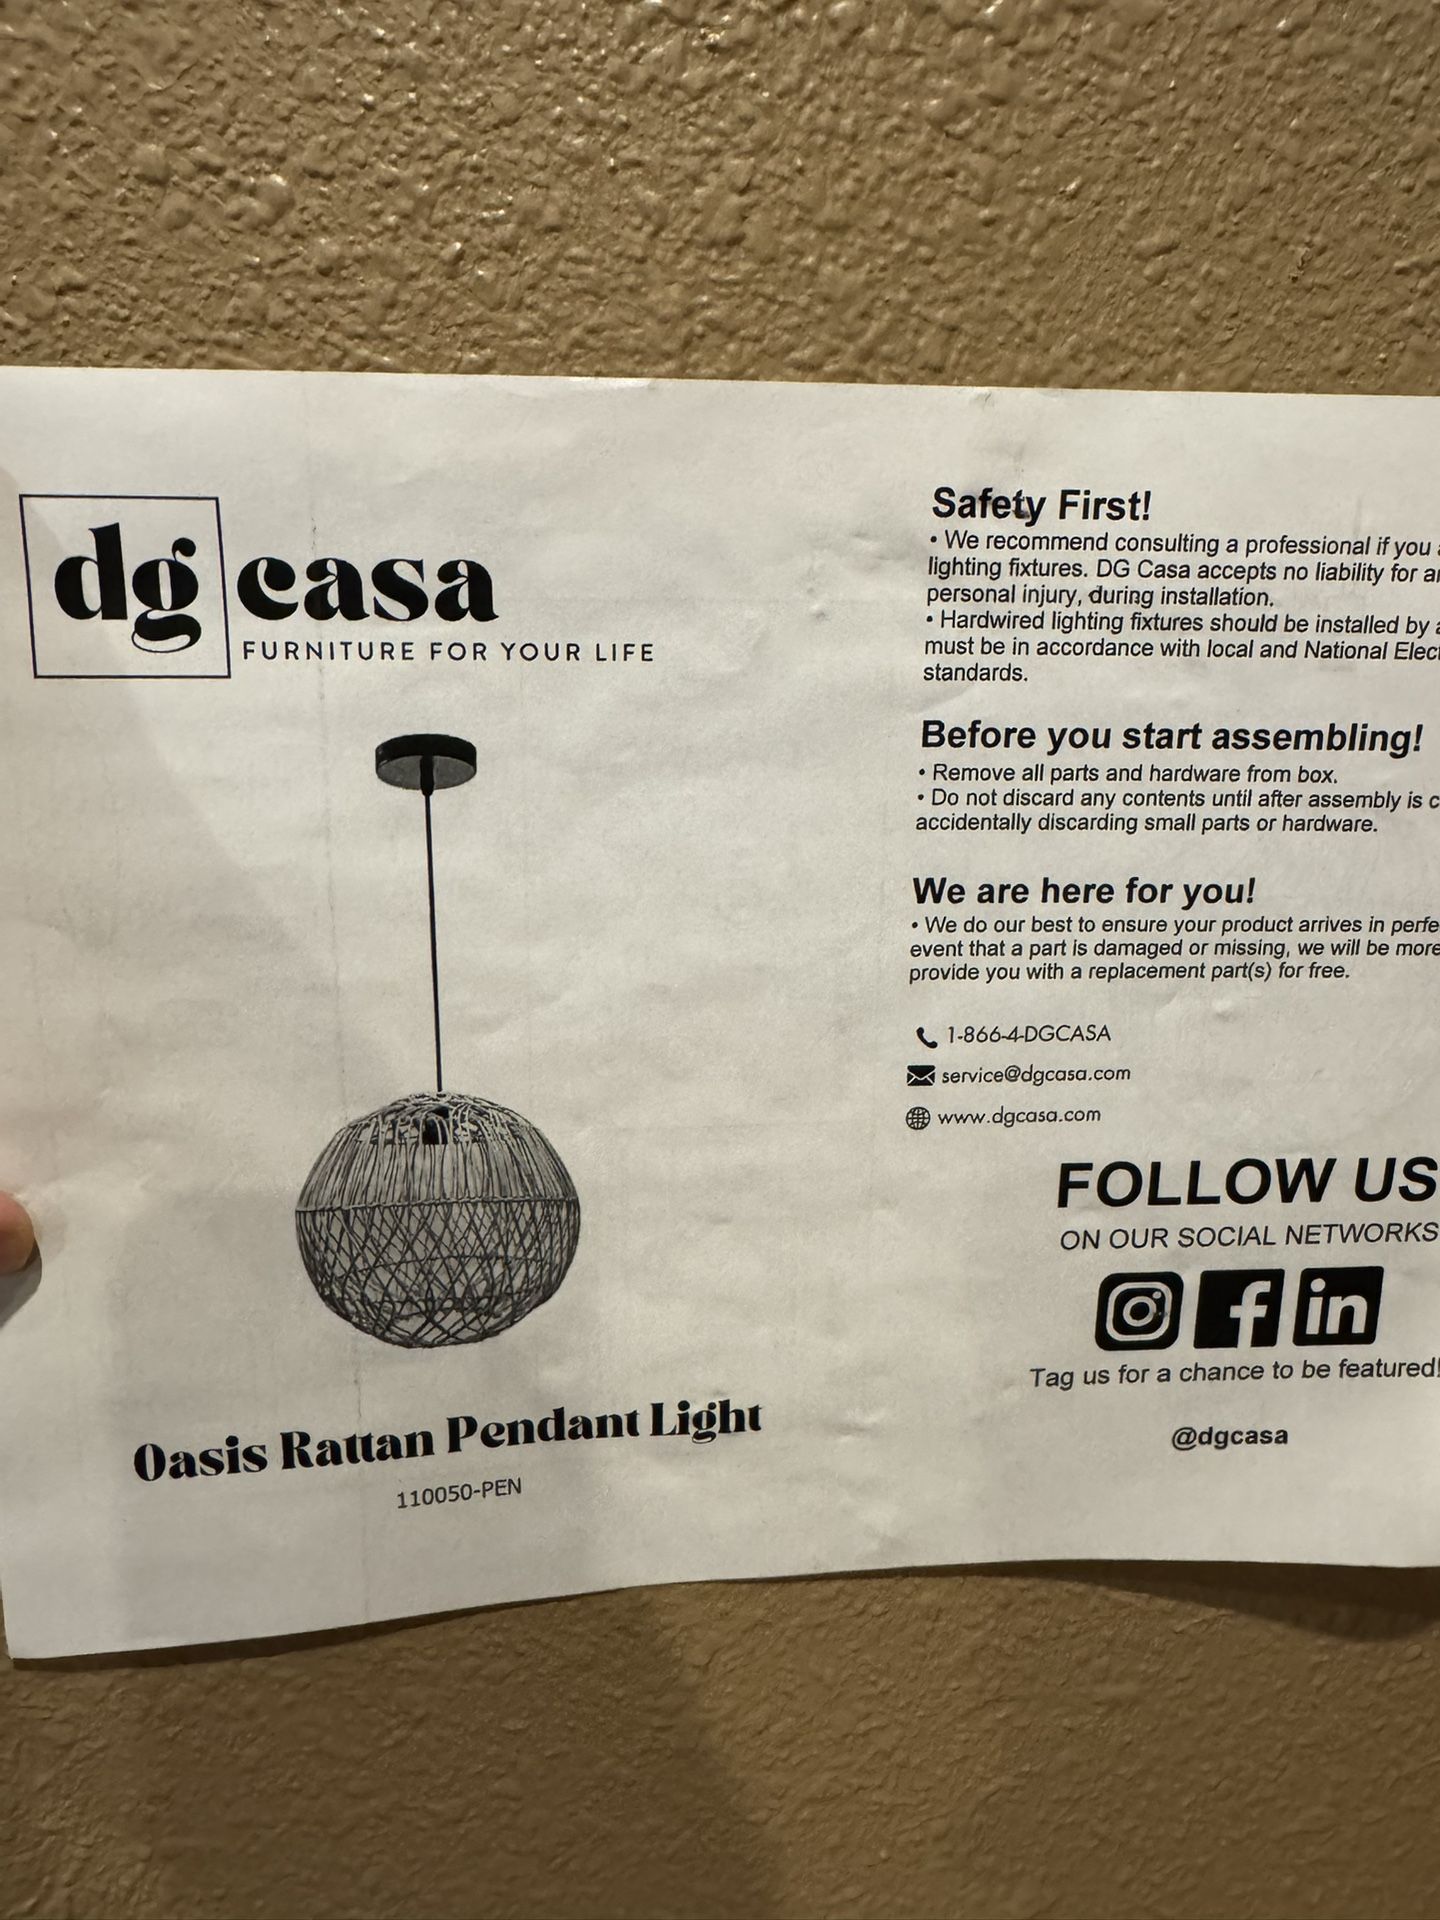 dg casa
FURNITURE FOR YOUR LIFE
Oasis Rattan Pendant Light
110050-PEN
Safety First!
• We recommend consulting a professional if you
lighting fixtures. DG Casa accepts no liability for
personal injury, during installation.
• Hardwired lighting fixtures should be installed by
must be in accordance with local and National
standards.
Before you start assembling!
• Remove all parts and hardware from box.
• Do not discard any contents until after assembly is
accidentally discarding small parts or hardware.
We are here for you!
• We do our best to ensure your product arrives in
event that a part is damaged or missing, we will be more
provide you with a replacement part(s) for free.
1-866-4-DGCASA
service@dgcasa.com
www.dgcasa.com
FOLLOW US
ON OUR SOCIAL NETWORKS
f in
Tag us for a chance to be featured!
@dgcasa